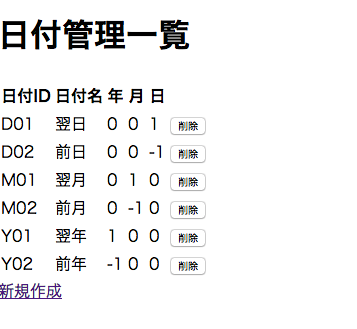 日付管理一覧
日付ID 日付名 年 月 日
D01 翌日 0 0 1 削除
D02 前日 0 0 -1 削除
M01 翌月 0 1 0 削除
M02 前月 0 -1 0 削除
Y01 翌年 1 0 0 削除
Y02 前年 -1 0 0 削除
新規作成